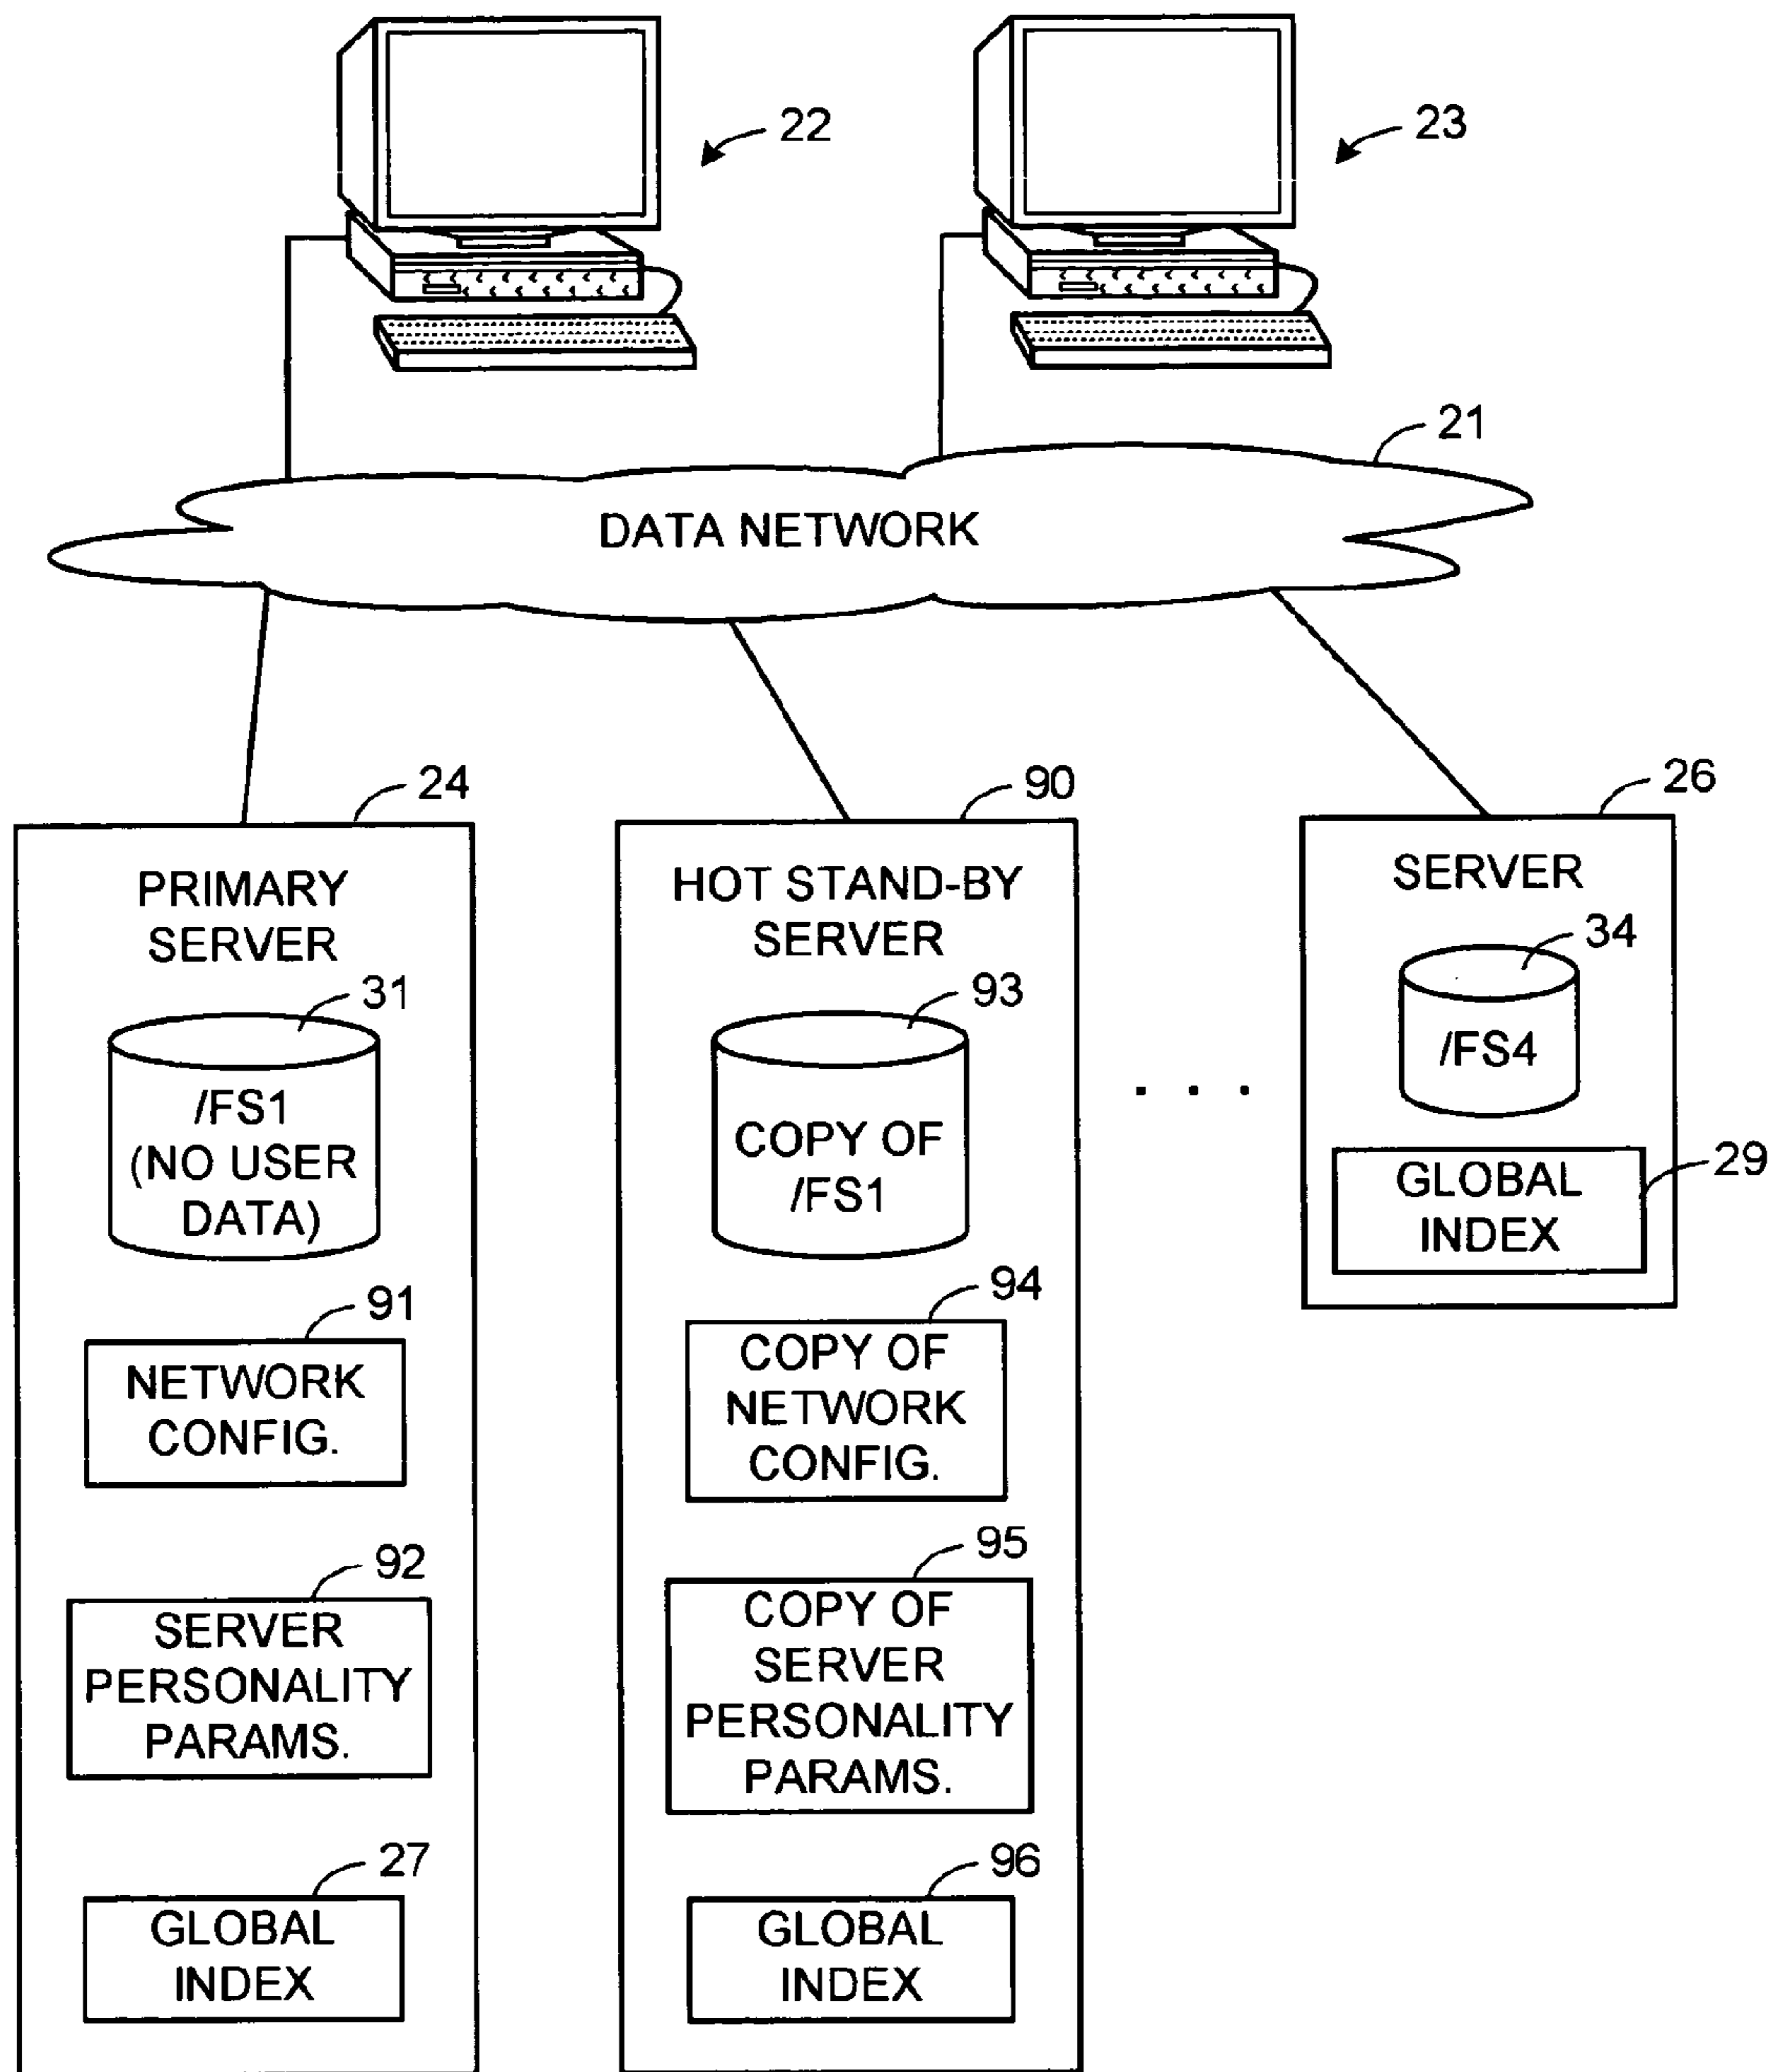 22
23
21
DATA NETWORK
24
PRIMARY
SERVER
31
/FS1
(NO USER
DATA)
91
NETWORK
CONFIG.
92
SERVER
PERSONALITY
PARAMS.
27
GLOBAL
INDEX
90
HOT STAND-BY
SERVER
93
COPY OF
/FS1
94
COPY OF
NETWORK
CONFIG.
95
COPY OF
SERVER
PERSONALITY
PARAMS.
96
GLOBAL
INDEX
. . .
26
SERVER
34
/FS4
29
GLOBAL
INDEX